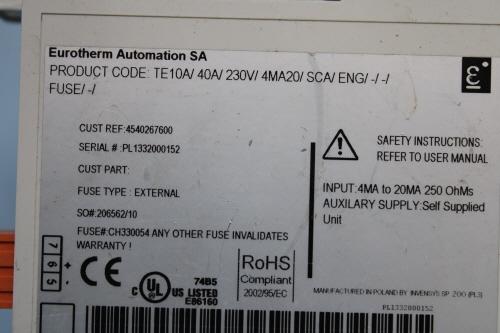 Eurotherm Automation SA
PRODUCT CODE: TE10A/ 40A/ 230V/ 4MA20/ SCA/ ENG/ -/ -/
FUSE/ -/
CUST REF:4540267600
SERIAL # :PL1332000152
CUST PART:
FUSE TYPE : EXTERNAL
SO#:206562/10
FUSE#:CH330054 ANY OTHER FUSE INVALIDATES
WARRANTY !
SAFETY INSTRUCTIONS:
REFER TO USER MANUAL
INPUT:4MA to 20MA 250 OhMs
AUXILARY SUPPLY:Self Supplied
Unit
7 6 5
+ -
CE
C UL US LISTED
74B5
E86160
RoHS
Compliant
2002/95/EC
MANUFACTURED IN POLAND BY INVENSYS SP. ZOO (PL3)
PL1332000152